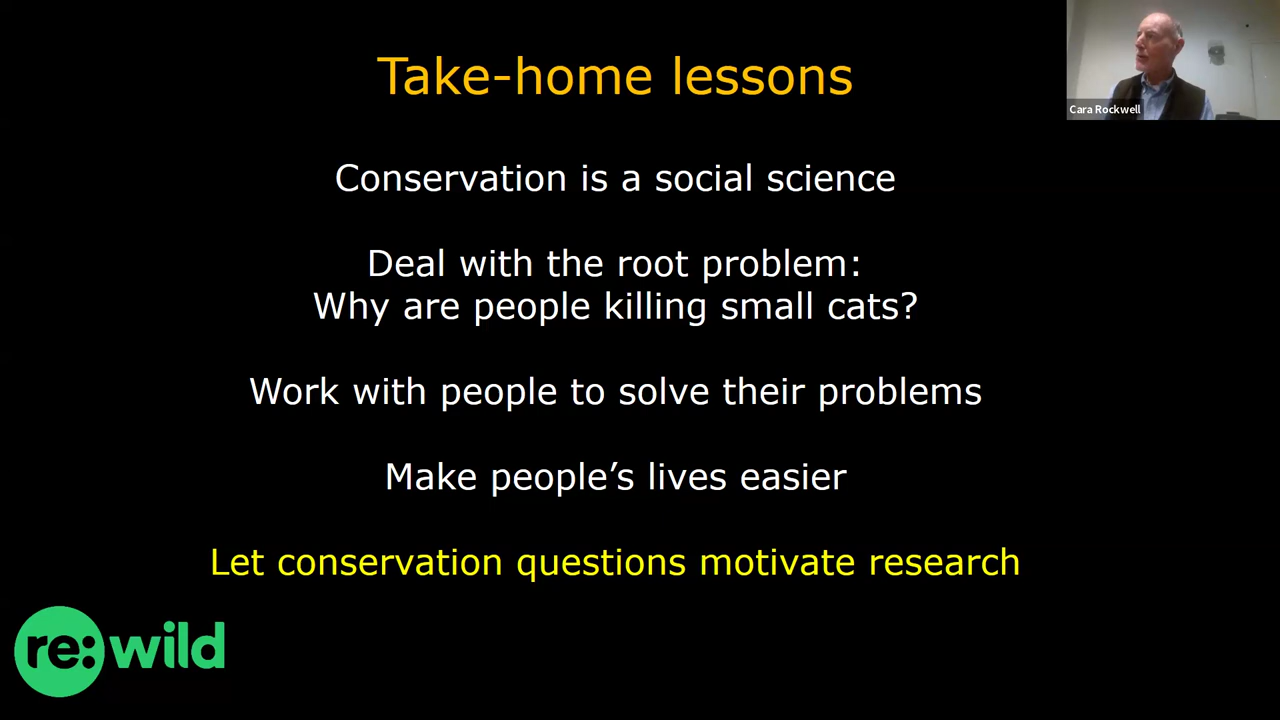 Take-home lessons
Cara Rockwell
Conservation is a social science
Deal with the root problem:
Why are people killing small cats?
Work with people to solve their problems
Make people’s lives easier
Let conservation questions motivate research
re:wild